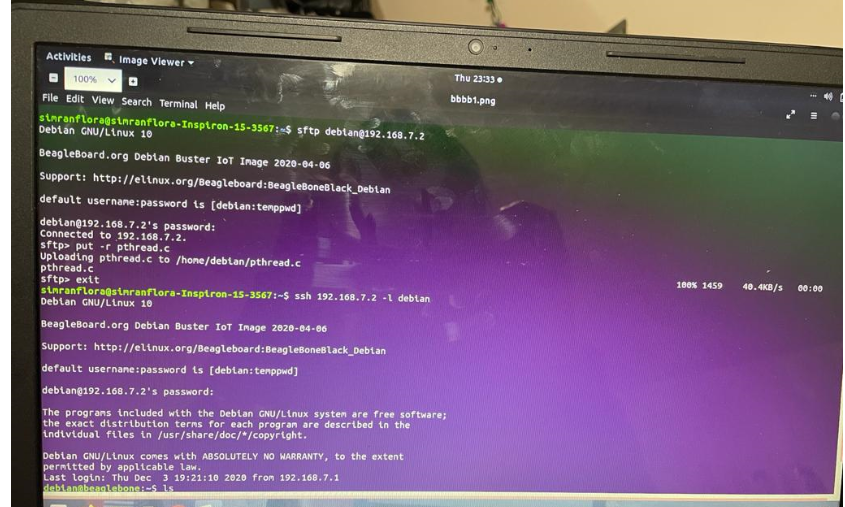 Activities Image Viewer
Thu 23:33
100%
bbbb1.png
File Edit View Search Terminal Help
simranflora@simranflora-Inspiron-15-3567:~$ sftp debian@192.168.7.2
Debian GNU/Linux 10
BeagleBoard.org Debian Buster IoT Image 2020-04-06
Support: http://elinux.org/Beagleboard:BeagleBoneBlack_Debian
default username:password is [debian:temppwd]
debian@192.168.7.2's password:
Connected to 192.168.7.2.
sftp> put -r pthread.c
Uploading pthread.c to /home/debian/pthread.c
pthread.c 100% 1459 40.4KB/s 00:00
sftp> exit
simranflora@simranflora-Inspiron-15-3567:~$ ssh 192.168.7.2 -l debian
Debian GNU/Linux 10
BeagleBoard.org Debian Buster IoT Image 2020-04-06
Support: http://elinux.org/Beagleboard:BeagleBoneBlack_Debian
default username:password is [debian:temppwd]
debian@192.168.7.2's password:
The programs included with the Debian GNU/Linux system are free software;
the exact distribution terms for each program are described in the
individual files in /usr/share/doc/*/copyright.
Debian GNU/Linux comes with ABSOLUTELY NO WARRANTY, to the extent
permitted by applicable law.
Last login: Thu Dec 3 19:21:10 2020 from 192.168.7.1
debian@beaglebone:~$ ls